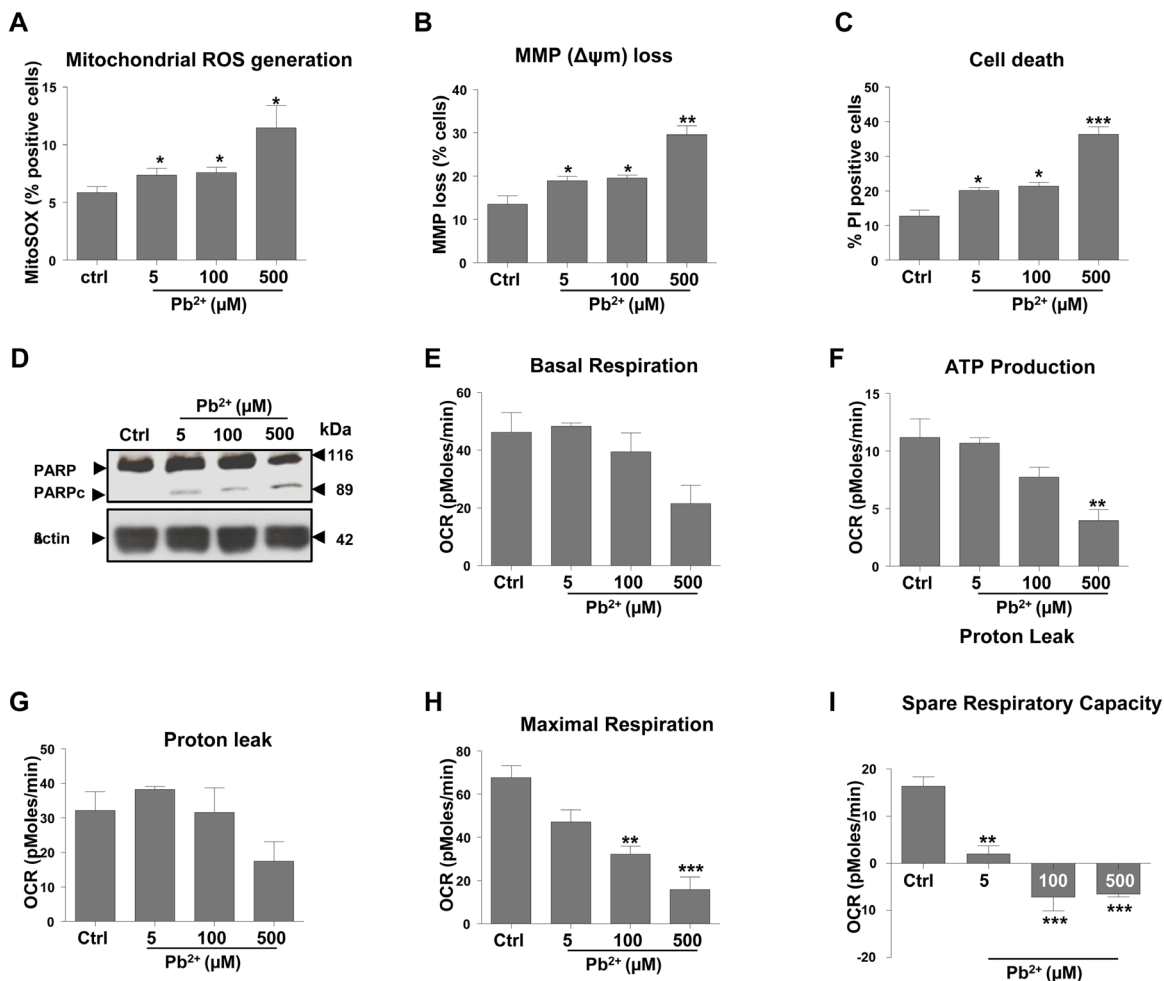 A
Mitochondrial ROS generation
MitoSOX (% positive cells)
15
10
5
0
*
*
*
ctrl 5 100 500
Pb²⁺ (µM)
B
MMP (Δψm) loss
MMP loss (% cells)
40
30
20
10
0
*
*
**
Ctrl 5 100 500
Pb²⁺ (µM)
C
Cell death
% PI positive cells
50
40
30
20
10
0
*
*
***
Ctrl 5 100 500
Pb²⁺ (µM)
D
Pb²⁺ (µM)
Ctrl 5 100 500 kDa
PARP 116
PARPc 89
actin 42
E
Basal Respiration
OCR (pMoles/min)
60
40
20
0
Ctrl 5 100 500
Pb²⁺ (µM)
F
ATP Production
OCR (pMoles/min)
15
10
5
0
**
Ctrl 5 100 500
Pb²⁺ (µM)
Proton Leak
G
Proton leak
OCR (pMoles/min)
50
40
30
20
10
0
Ctrl 5 100 500
Pb²⁺ (µM)
H
Maximal Respiration
OCR (pMoles/min)
80
60
40
20
0
**
***
Ctrl 5 100 500
Pb²⁺ (µM)
I
Spare Respiratory Capacity
OCR (pMoles/min)
20
10
0
-10
-20
**
***
***
Ctrl 5 100 500
Pb²⁺ (µM)